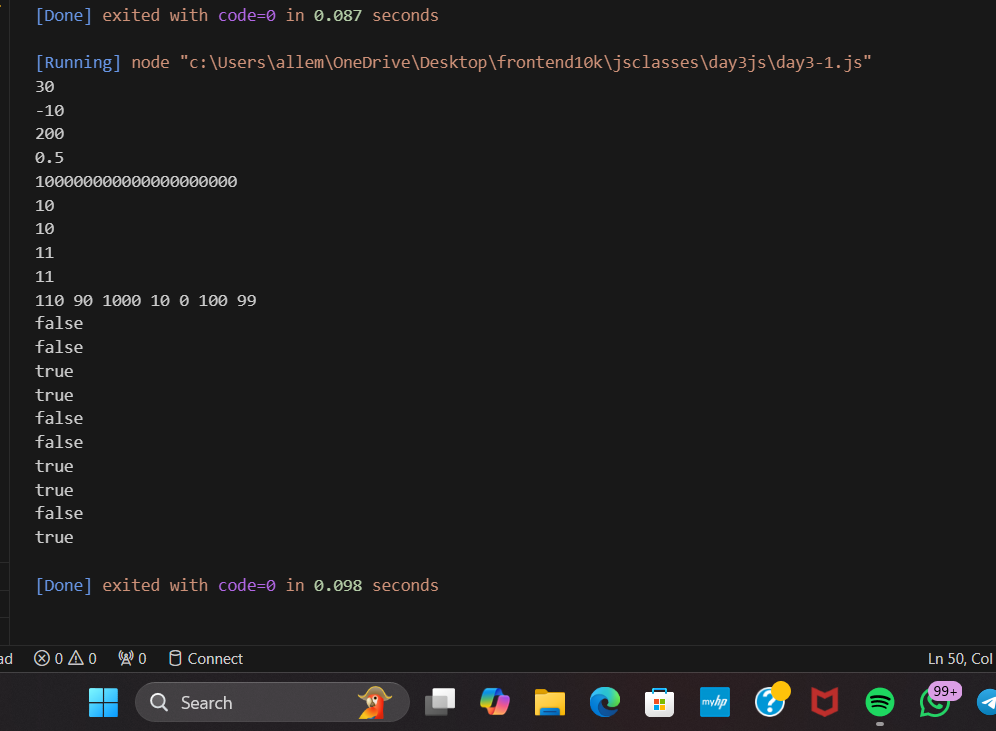 [Done] exited with code=0 in 0.087 seconds
[Running] node "c:\Users\allem\OneDrive\Desktop\frontend10k\jsclasses\day3js\day3-1.js"
30
-10
200
0.5
100000000000000000000
10
10
11
11
110 90 1000 10 0 100 99
false
false
true
true
false
false
true
true
false
true
[Done] exited with code=0 in 0.098 seconds
ad 0 0 0 Connect Ln 50, Col
Search myhp 99+